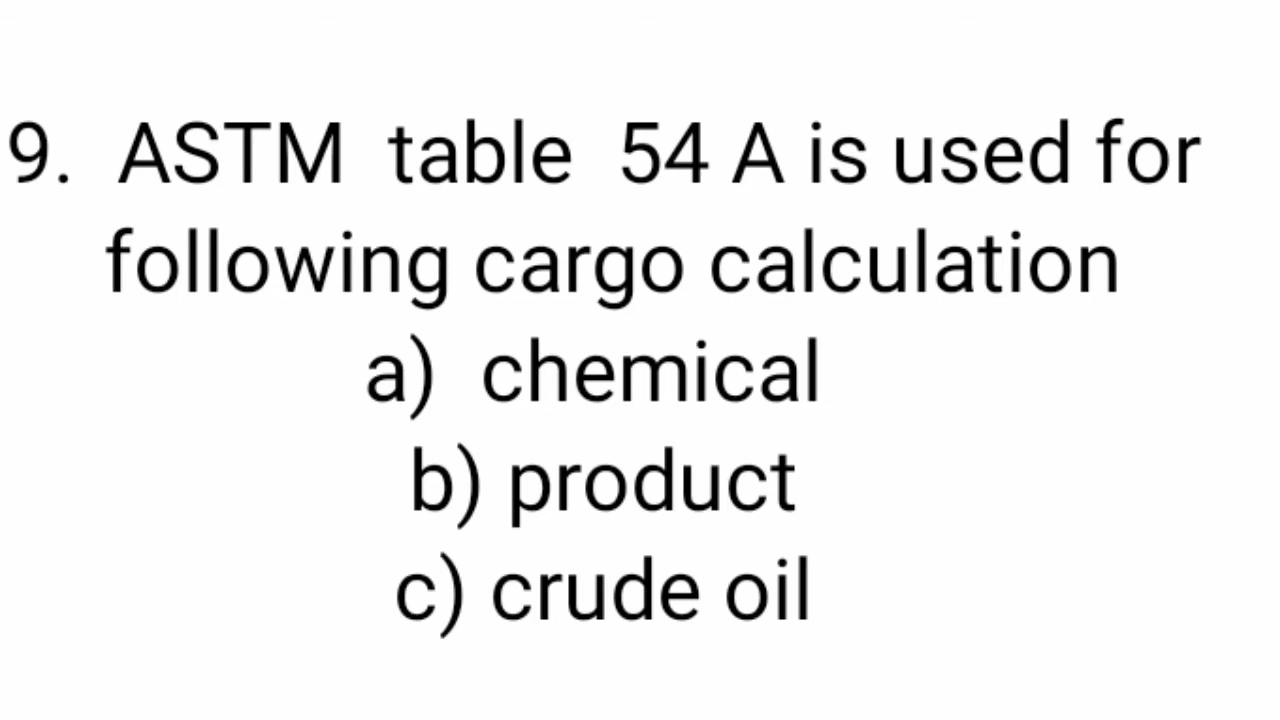 9. ASTM table 54 A is used for
following cargo calculation
a) chemical
b) product
c) crude oil